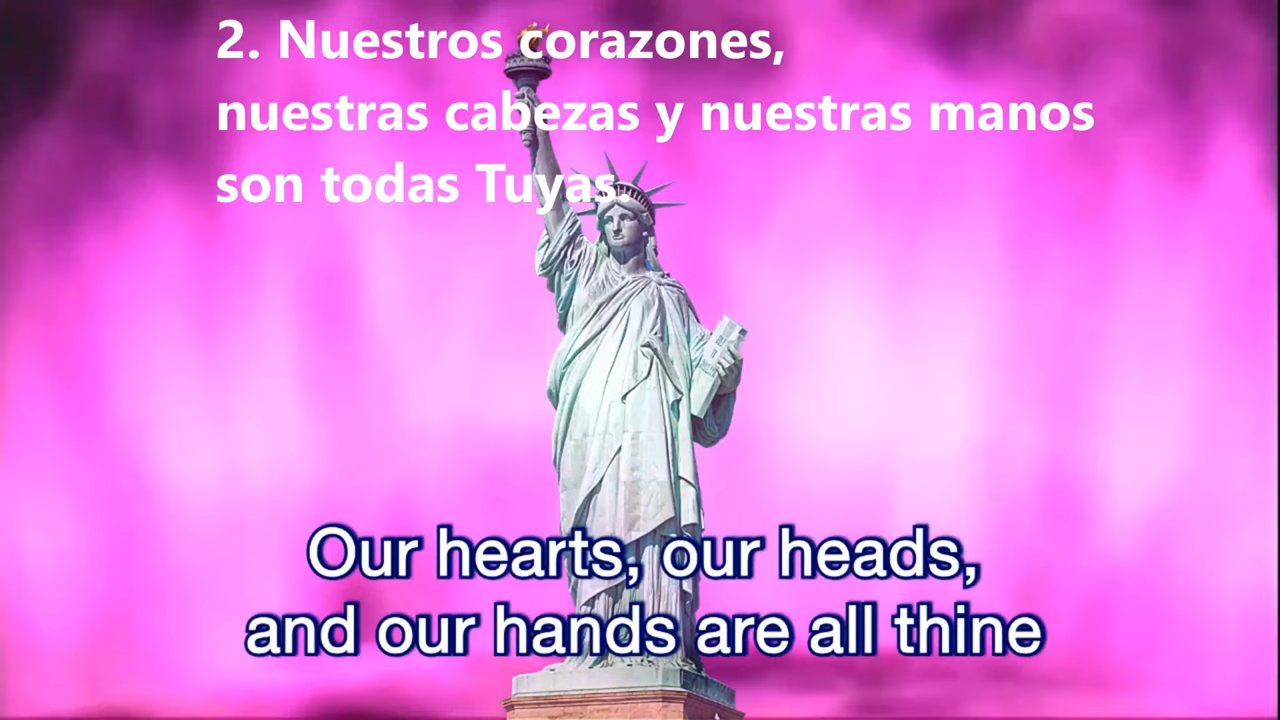 2. Nuestros corazones,
nuestras cabezas y nuestras manos
son todas Tuyas.
Our hearts, our heads,
and our hands are all thine